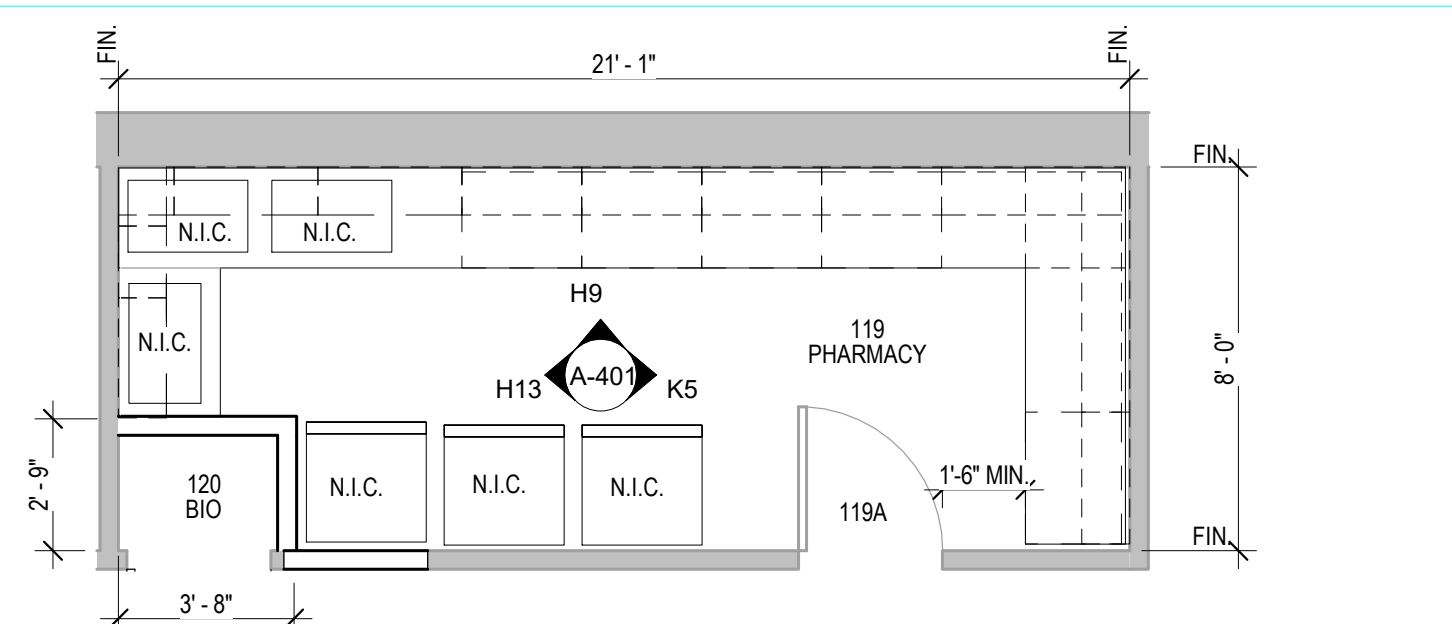 FIN.
FIN.
21' - 1"
FIN.
N.I.C.
N.I.C.
H9
N.I.C.
119
PHARMACY
8' - 0"
H13
A-401
K5
2' - 9"
120
BIO
N.I.C.
N.I.C.
N.I.C.
1'-6" MIN.
119A
FIN.
3' - 8"